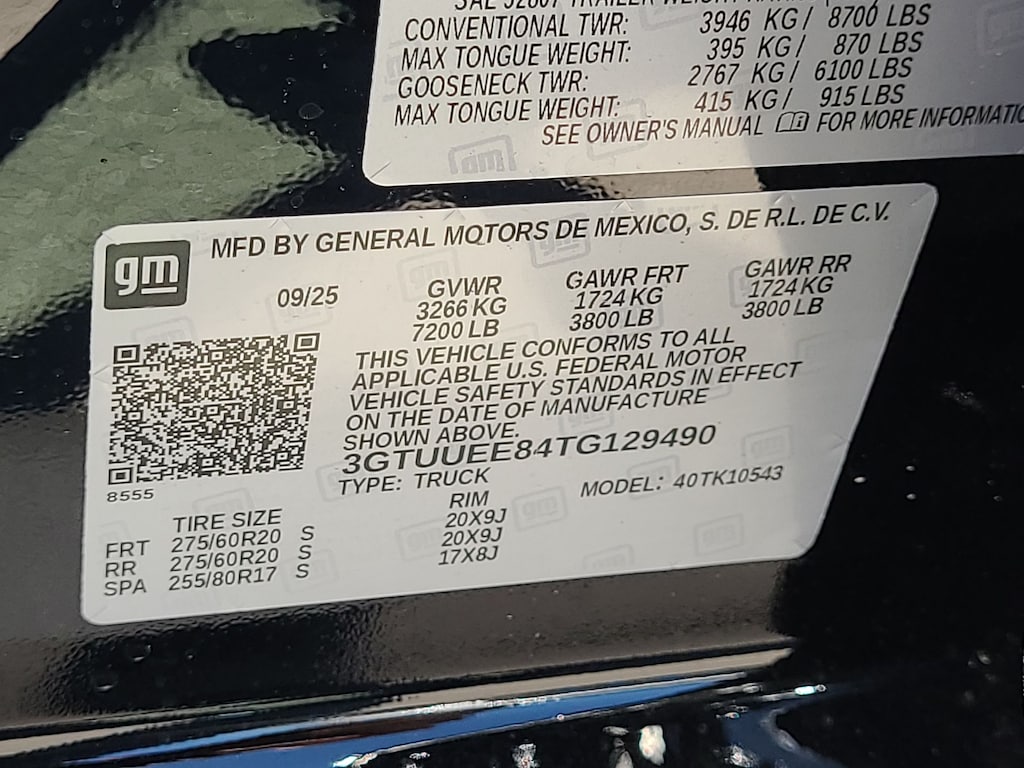 CONVENTIONAL TWR: 3946 KG / 8700 LBS
MAX TONGUE WEIGHT: 395 KG / 870 LBS
GOOSENECK TWR: 2767 KG / 6100 LBS
MAX TONGUE WEIGHT: 415 KG / 915 LBS
SEE OWNER'S MANUAL FOR MORE INFORMATIO
gm
MFD BY GENERAL MOTORS DE MEXICO, S. DE R.L. DE C.V.
09/25 GVWR GAWR FRT GAWR RR
3266 KG 1724 KG 1724 KG
7200 LB 3800 LB 3800 LB
THIS VEHICLE CONFORMS TO ALL
APPLICABLE U.S. FEDERAL MOTOR
VEHICLE SAFETY STANDARDS IN EFFECT
ON THE DATE OF MANUFACTURE
SHOWN ABOVE.
3GTUUEE84TG129490
8555
TYPE: TRUCK MODEL: 40TK10543
TIRE SIZE RIM
FRT 275/60R20 S 20X9J
RR 275/60R20 S 20X9J
SPA 255/80R17 S 17X8J